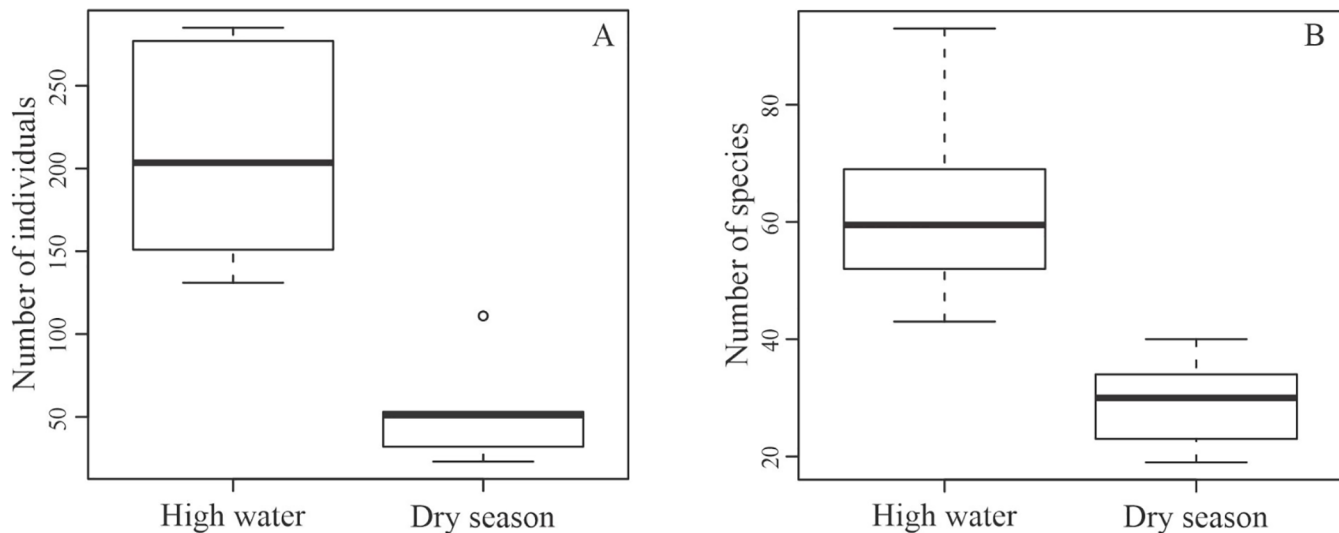 A
Number of individuals
250
200
150
100
50
High water
Dry season
B
Number of species
80
60
40
20
High water
Dry season